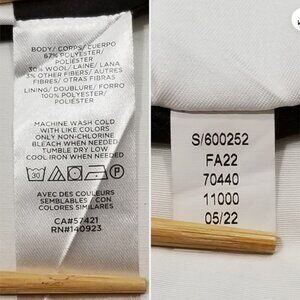 BODY/ CORPS/ CUERPO
67% POLYESTER/
POLIESTER
30% WOOL/ LAINE/ LANA
3% OTHER FIBERS/ AUTRES
FIBRAS/ OTRAS FIBRAS
LINING/ DOUBLURE/ FORRO
100% POLYESTER/
POLIESTER
MACHINE WASH COLD
WITH LIKE COLORS
ONLY NON-CHLORINE
BLEACH WHEN NEEDED
TUMBLE DRY LOW
COOL IRON WHEN NEEDED
30
AVEC DES COULEURS
SEMBLABLES / CON
COLORES SIMILARES
CA#57421
RN#140923
S/600252
FA22
70440
11000
05/22